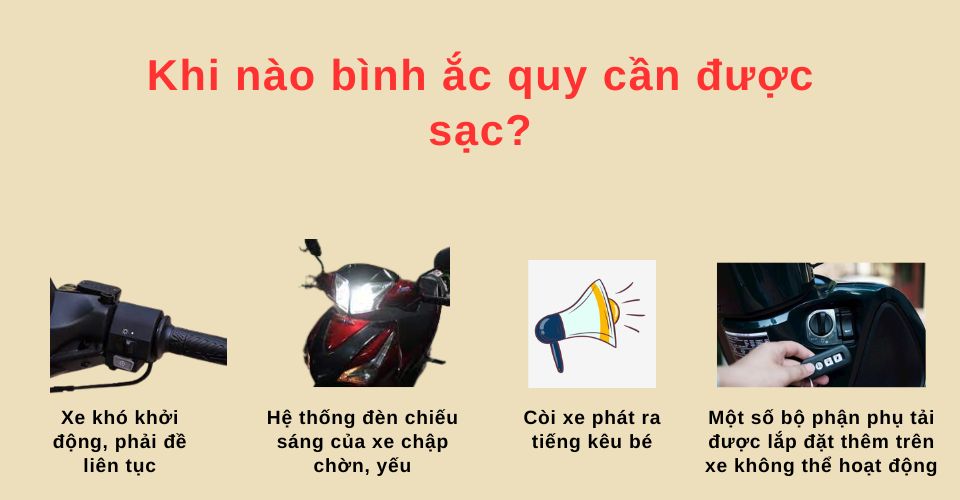 Khi nào bình ắc quy cần được
sạc?
Xe khó khởi
động, phải đề
liên tục
Hệ thống đèn chiếu
sáng của xe chập
chờn, yếu
Còi xe phát ra
tiếng kêu bé
Một số bộ phận phụ tải
được lắp đặt thêm trên
xe không thể hoạt động